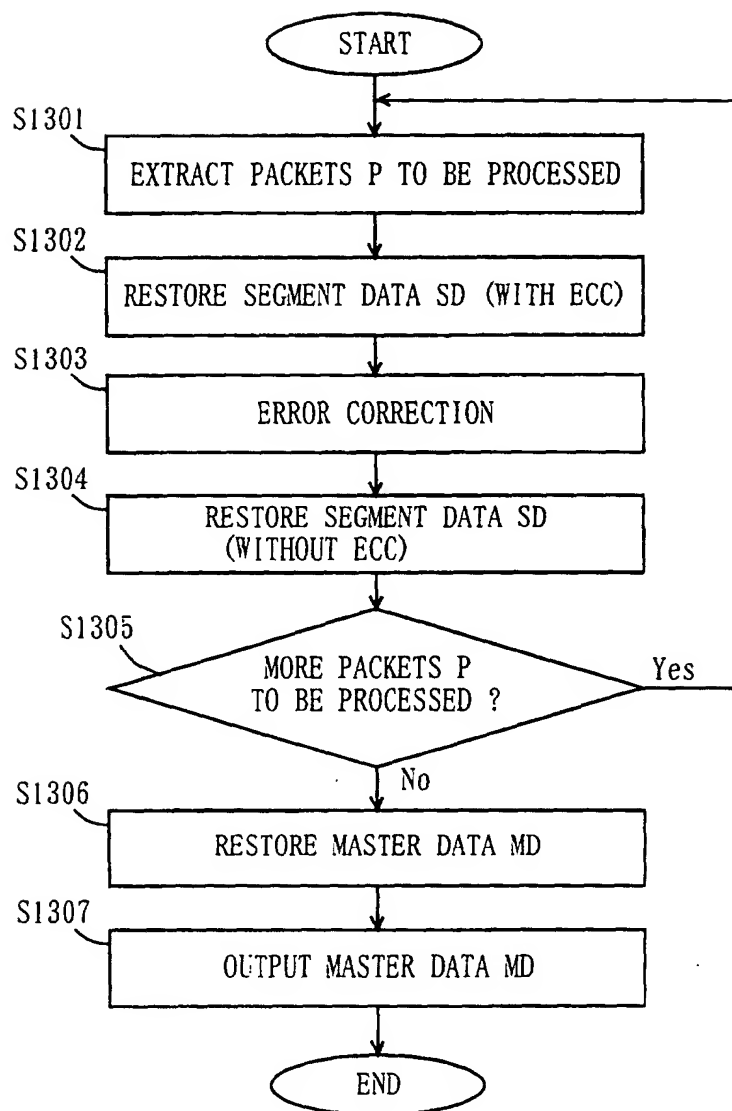 START
S1301
EXTRACT PACKETS P TO BE PROCESSED
S1302
RESTORE SEGMENT DATA SD (WITH ECC)
S1303
ERROR CORRECTION
S1304
RESTORE SEGMENT DATA SD
(WITHOUT ECC)
S1305
MORE PACKETS P
TO BE PROCESSED ?
Yes
No
S1306
RESTORE MASTER DATA MD
S1307
OUTPUT MASTER DATA MD
END